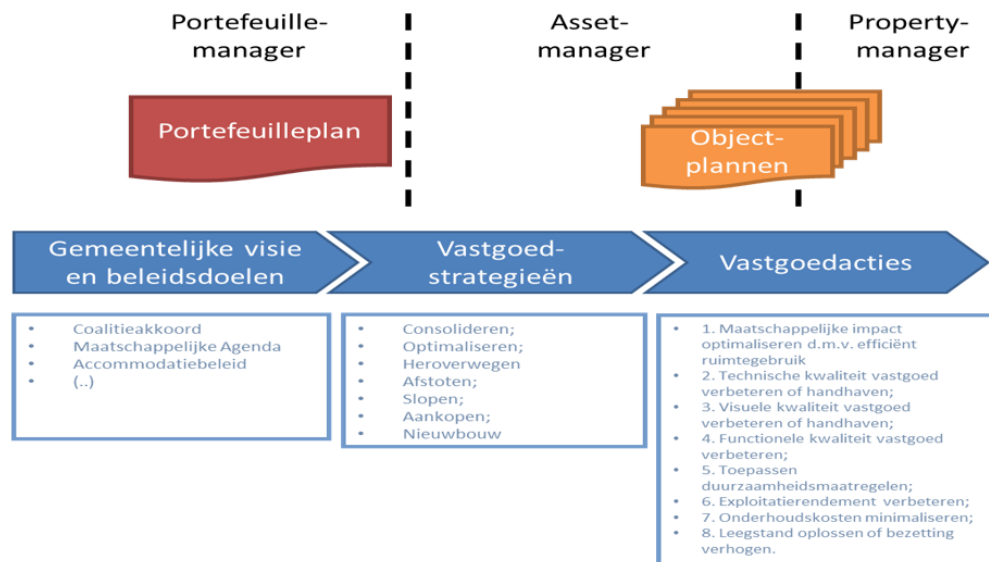 Portefeuille-
manager
Asset-
manager
Property-
manager
Portefeuilleplan
Object-
plannen
Gemeentelijke visie
en beleidsdoelen
Vastgoed-
strategieën
Vastgoedacties
• Coalitieakkoord
• Maatschappelijke Agenda
• Accommodatiebeleid
• (..)
• Consolideren;
• Optimaliseren;
• Heroverwegen
• Afstoten;
• Slopen;
• Aankopen;
• Nieuwbouw
• 1. Maatschappelijke impact
optimaliseren d.m.v. efficiënt
ruimtegebruik
• 2. Technische kwaliteit vastgoed
verbeteren of handhaven;
• 3. Visuele kwaliteit vastgoed
verbeteren of handhaven;
• 4. Functionele kwaliteit vastgoed
verbeteren;
• 5. Toepassen
duurzaamheidsmaatregelen;
• 6. Exploitatierendement verbeteren;
• 7. Onderhoudskosten minimaliseren;
• 8. Leegstand oplossen of bezetting
verhogen.